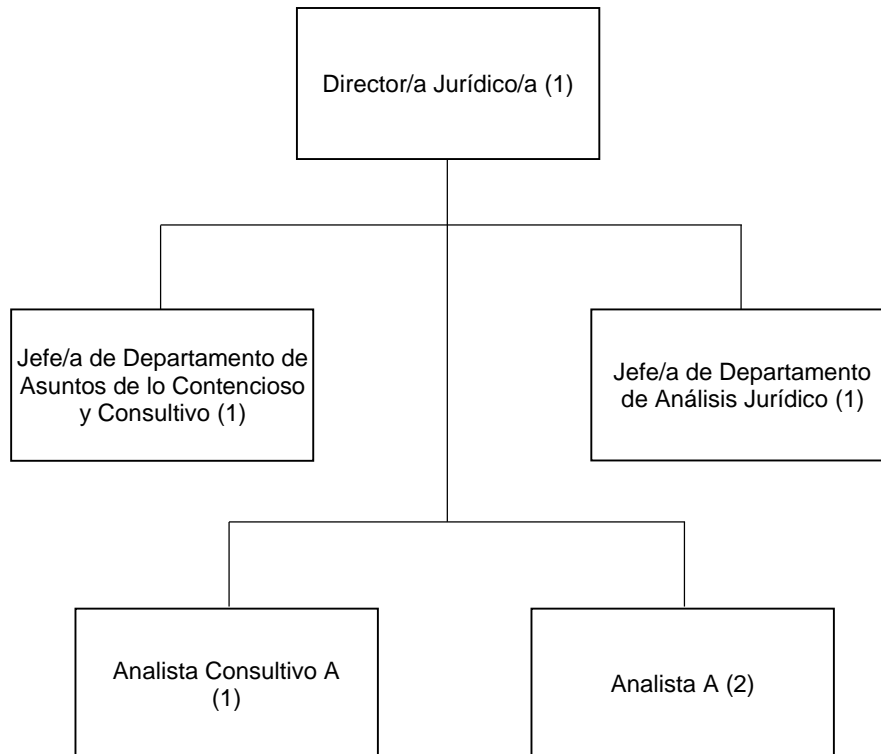 Director/a Jurídico/a (1)
Jefe/a de Departamento de
Asuntos de lo Contencioso
y Consultivo (1)
Jefe/a de Departamento
de Análisis Jurídico (1)
Analista Consultivo A
(1)
Analista A (2)